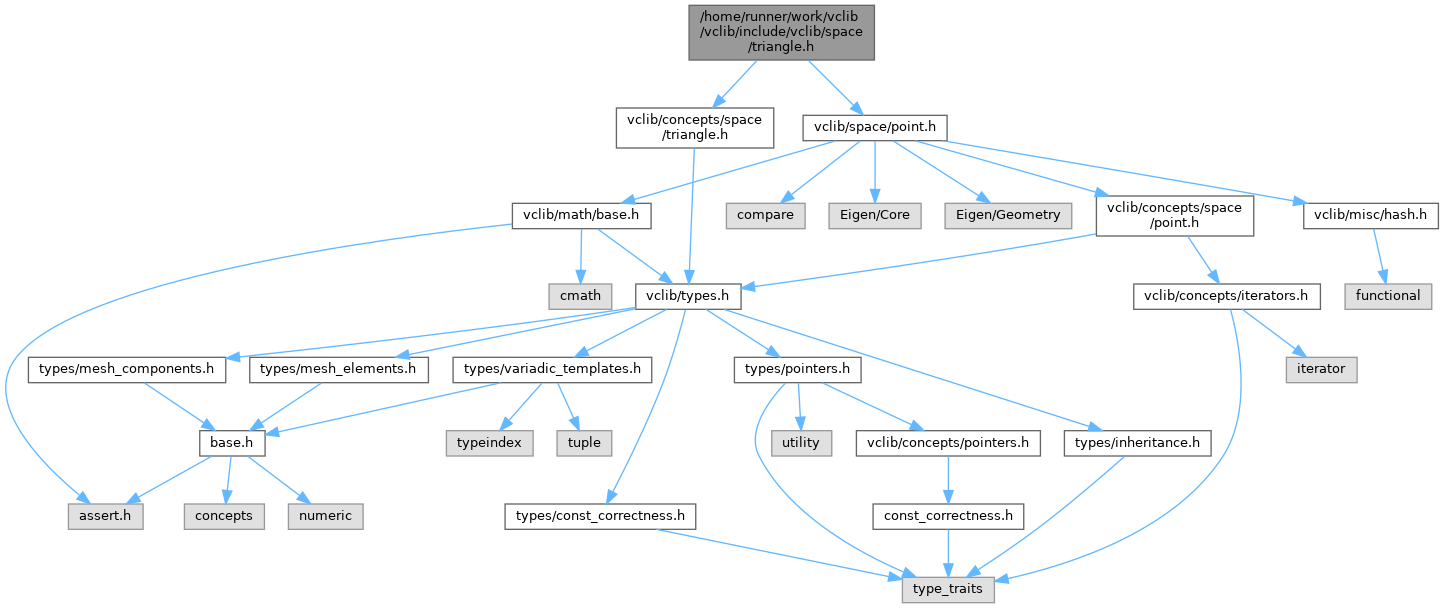 /home/runner/work/vclib
/vclib/include/vclib/space
/triangle.h
vclib/concepts/space
/triangle.h
vclib/space/point.h
vclib/math/base.h
compare
Eigen/Core
Eigen/Geometry
vclib/concepts/space
/point.h
vclib/misc/hash.h
cmath
vclib/types.h
vclib/concepts/iterators.h
functional
types/mesh_components.h
types/mesh_elements.h
types/variadic_templates.h
types/pointers.h
iterator
base.h
typeindex
tuple
utility
vclib/concepts/pointers.h
types/inheritance.h
assert.h
concepts
numeric
types/const_correctness.h
const_correctness.h
type_traits